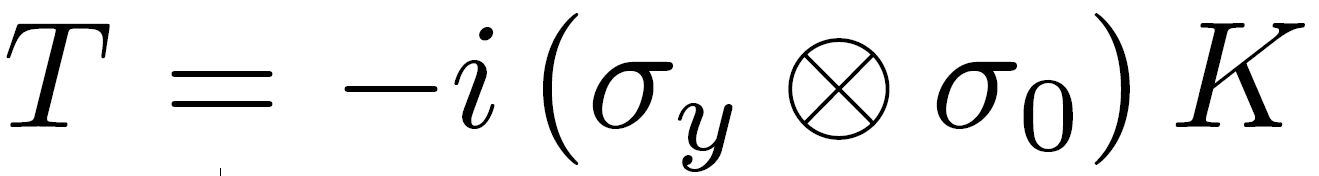 T = −i (σ_y ⊗ σ_0) K